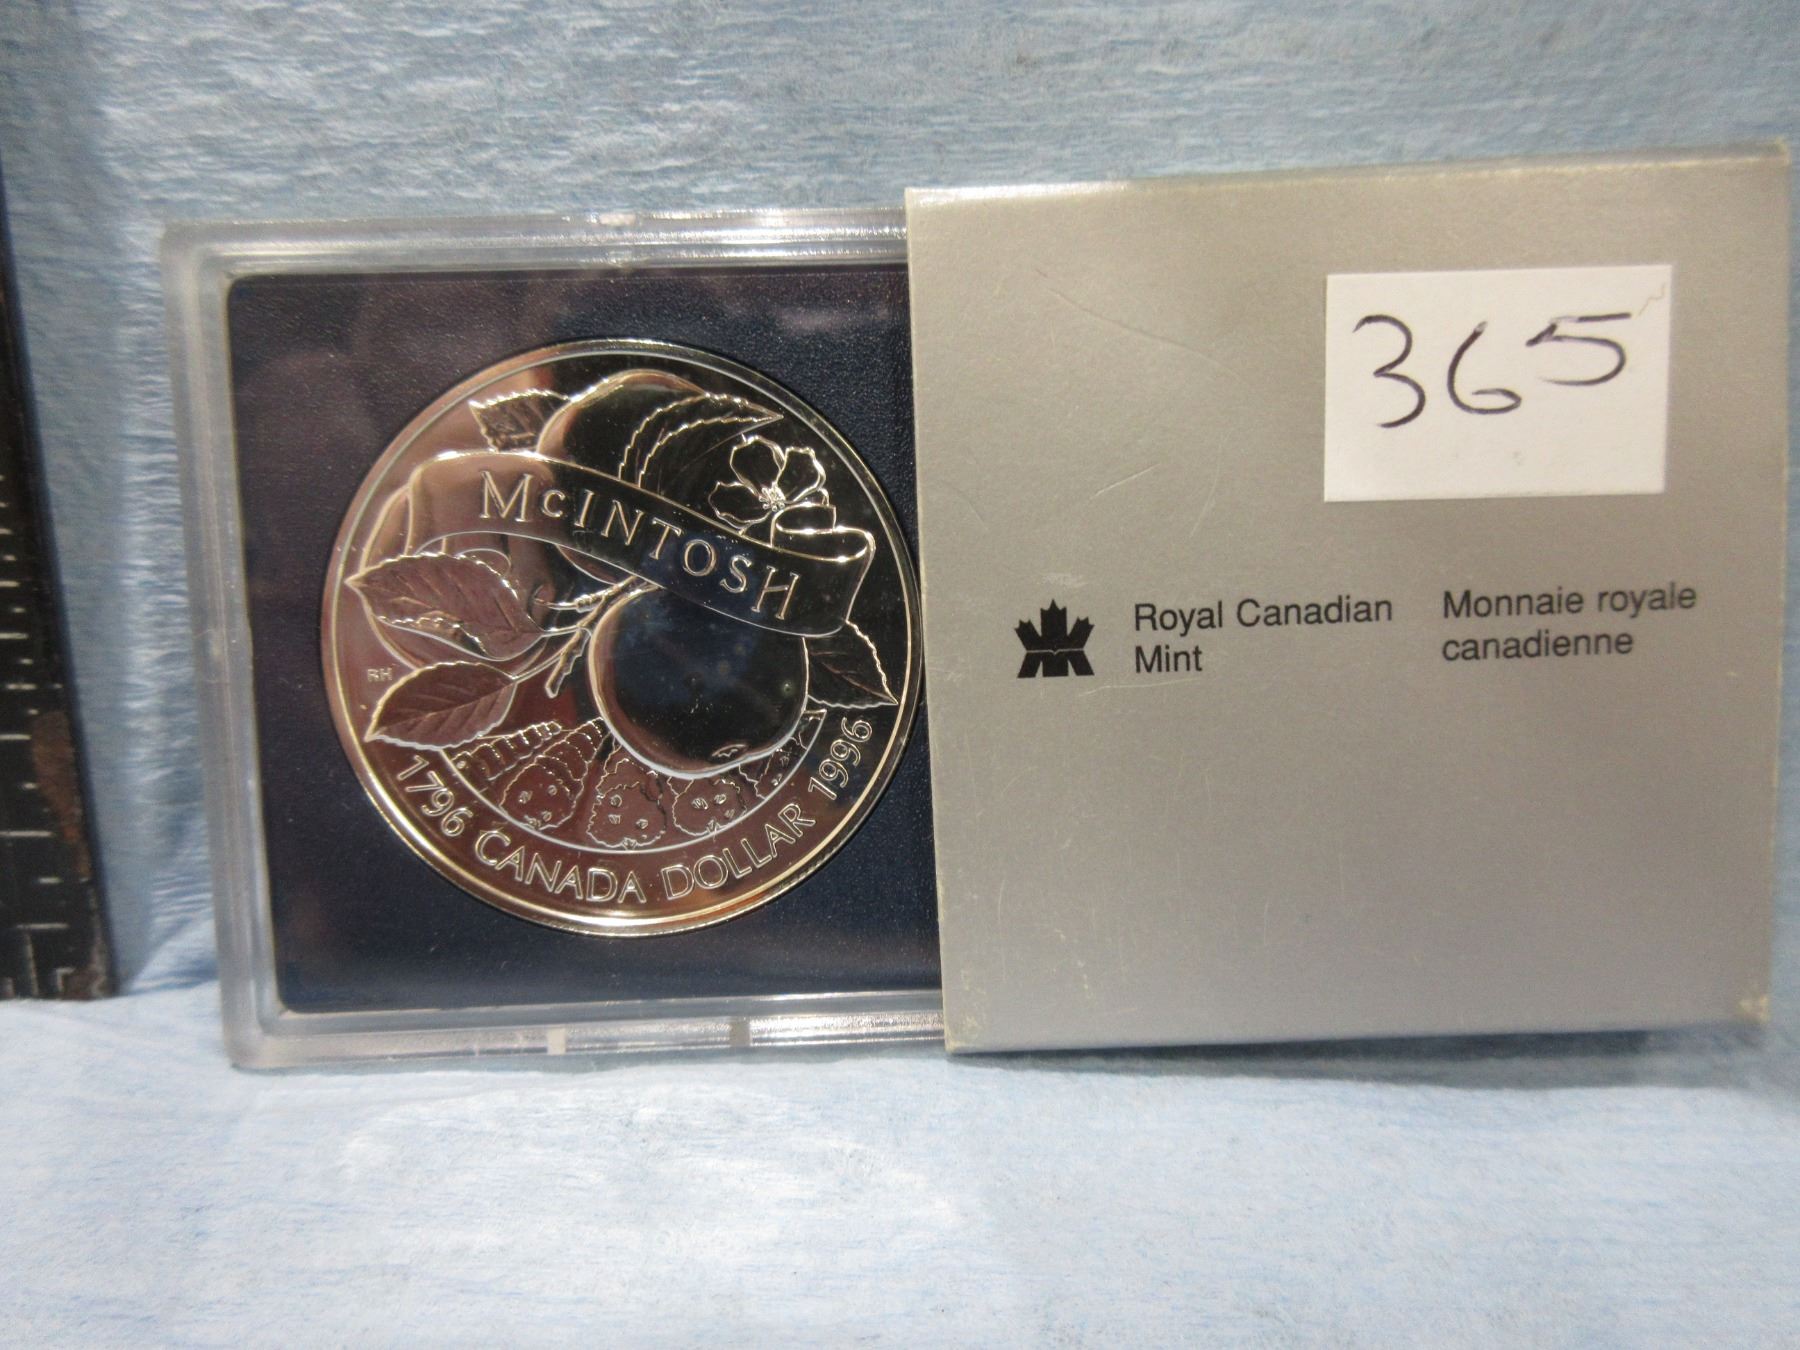 McINTOSH
RH
1796 CANADA DOLLAR 1996
365
Royal Canadian
Mint
Monnaie royale
canadienne